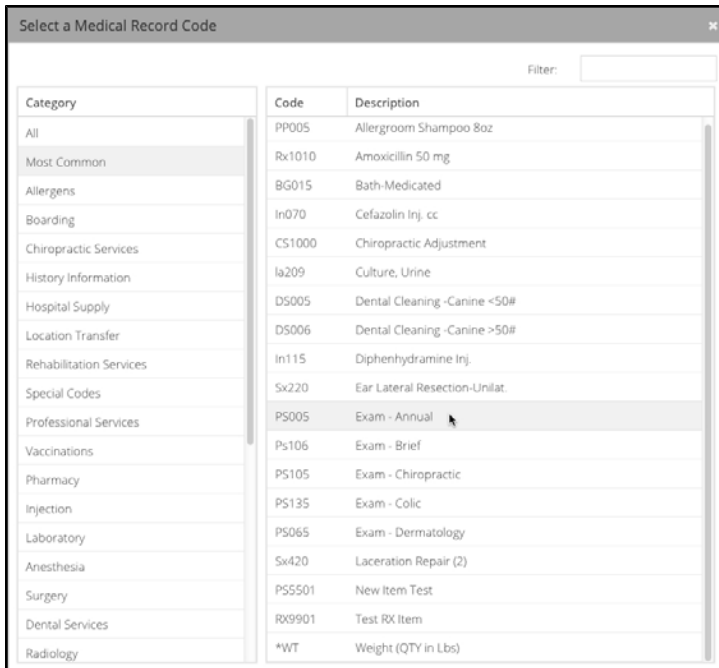 Select a Medical Record Code
Filter:
Category
All
Most Common
Allergens
Boarding
Chiropractic Services
History Information
Hospital Supply
Location Transfer
Rehabilitation Services
Special Codes
Professional Services
Vaccinations
Pharmacy
Injection
Laboratory
Anesthesia
Surgery
Dental Services
Radiology
Code Description
PP005 Allergroom Shampoo 8oz
Rx1010 Amoxicillin 50 mg
BG015 Bath-Medicated
In070 Cefazolin Inj. cc
CS1000 Chiropractic Adjustment
la209 Culture, Urine
DS005 Dental Cleaning -Canine <50#
DS006 Dental Cleaning -Canine >50#
In115 Diphenhydramine Inj.
Sx220 Ear Lateral Resection-Unilat.
PS005 Exam - Annual
Ps106 Exam - Brief
PS105 Exam - Chiropractic
PS135 Exam - Colic
PS065 Exam - Dermatology
Sx420 Laceration Repair (2)
PS5501 New Item Test
RX9901 Test RX Item
*WT Weight (QTY in Lbs)